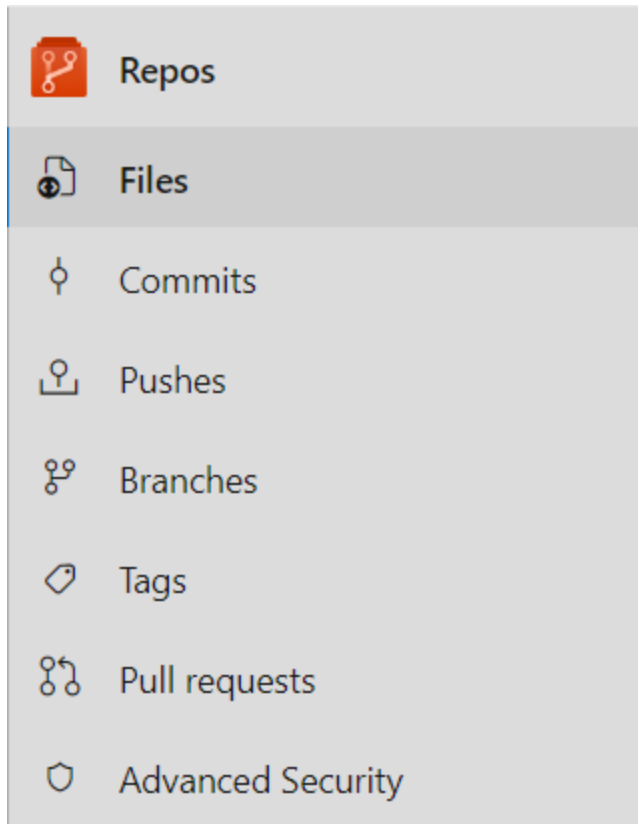 Repos
Files
Commits
Pushes
Branches
Tags
Pull requests
Advanced Security